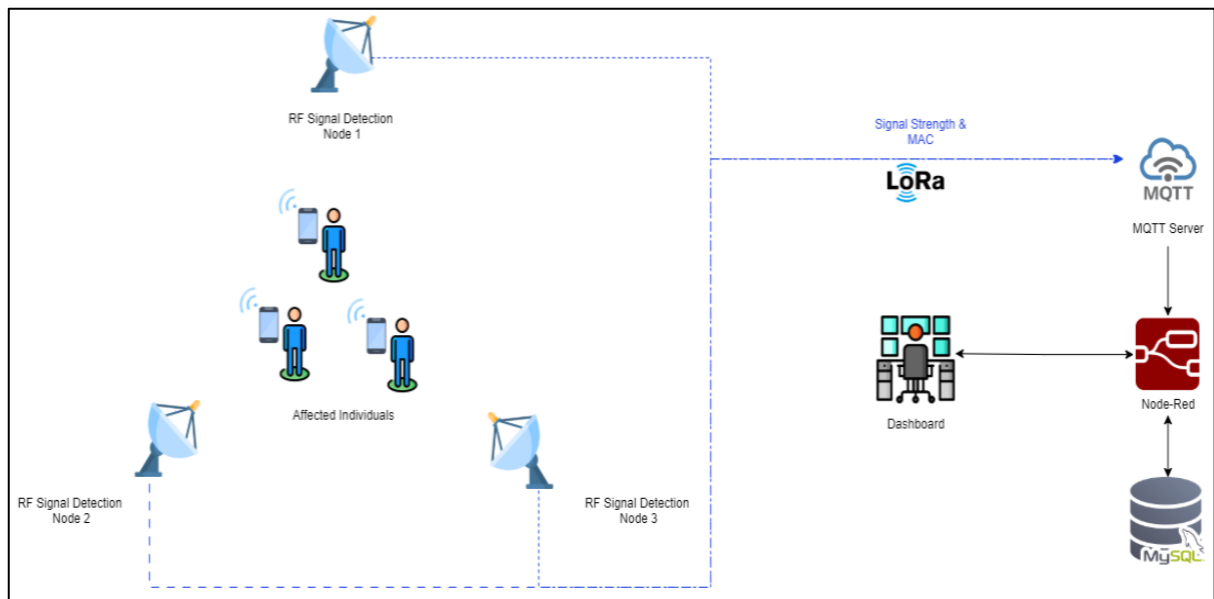 RF Signal Detection
Node 1
Signal Strength &
MAC
LoRa
MQTT
MQTT Server
Affected Individuals
Dashboard
Node-Red
RF Signal Detection
Node 2
RF Signal Detection
Node 3
MySQL